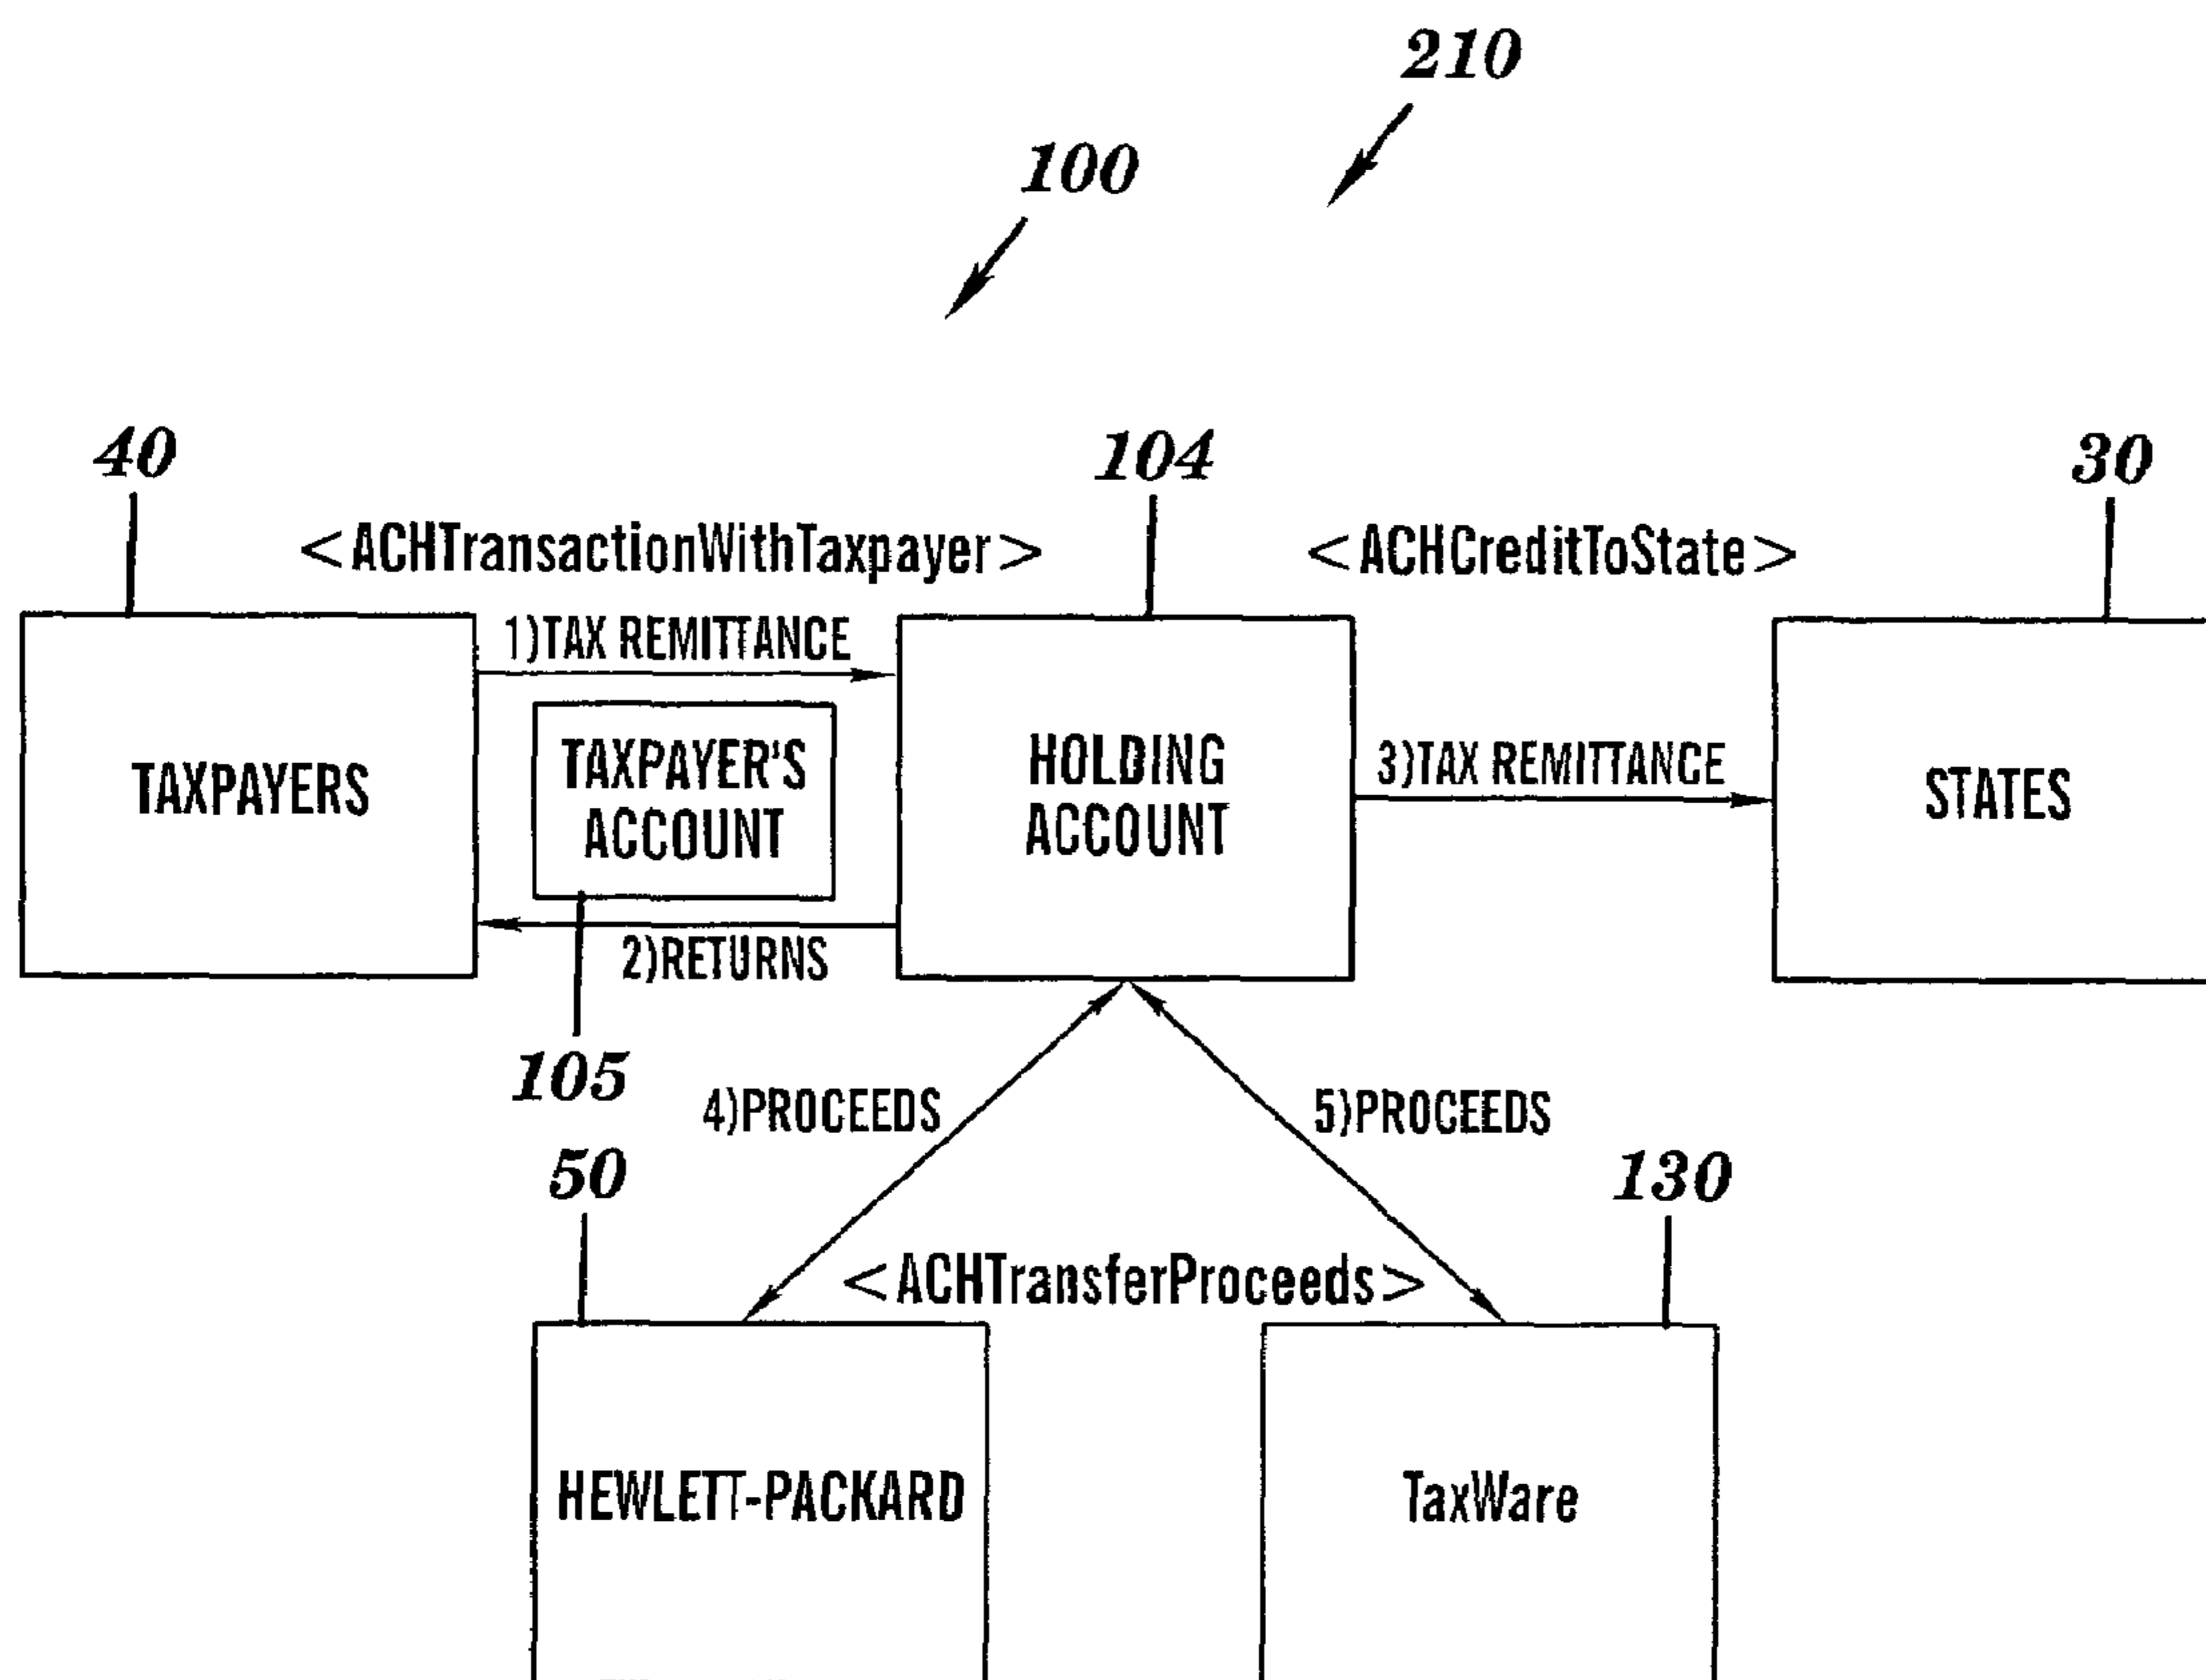 210
100
40
104
30
<ACHTransactionWithTaxpayer>
<ACHCreditToState>
1)TAX REMITTANCE
TAXPAYERS
TAXPAYER'S
ACCOUNT
HOLDING
ACCOUNT
3)TAX REMITTANCE
STATES
2)RETURNS
105
4)PROCEEDS
5)PROCEEDS
50
130
<ACHTransferProceeds>
HEWLETT-PACKARD
TaxWare